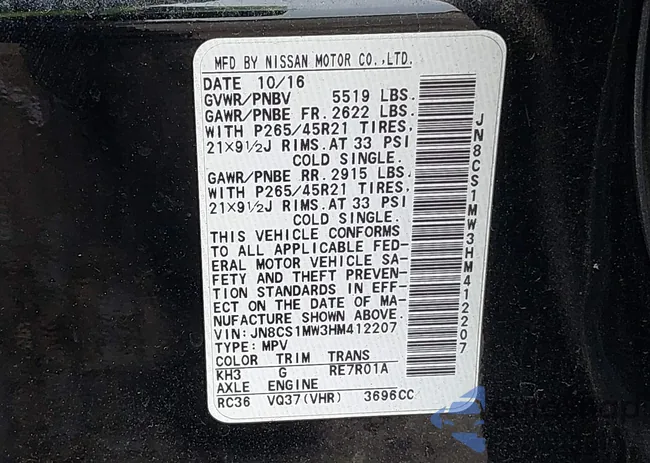 MFD BY NISSAN MOTOR CO.,LTD.
DATE 10/16
GVWR/PNBV 5519 LBS.
GAWR/PNBE FR. 2622 LBS.
WITH P265/45R21 TIRES,
21×9½J RIMS.AT 33 PSI
COLD SINGLE.
GAWR/PNBE RR. 2915 LBS.
WITH P265/45R21 TIRES,
21×9½J RIMS.AT 33 PSI
COLD SINGLE.
THIS VEHICLE CONFORMS
TO ALL APPLICABLE FED-
ERAL MOTOR VEHICLE SA-
FETY AND THEFT PREVEN-
TION STANDARDS IN EFF-
ECT ON THE DATE OF MA-
NUFACTURE SHOWN ABOVE.
VIN: JN8CS1MW3HM412207
TYPE: MPV
COLOR TRIM TRANS
KH3 G RE7R01A
AXLE ENGINE
RC36 VQ37(VHR) 3696CC
JN8CS1MW3HM412207